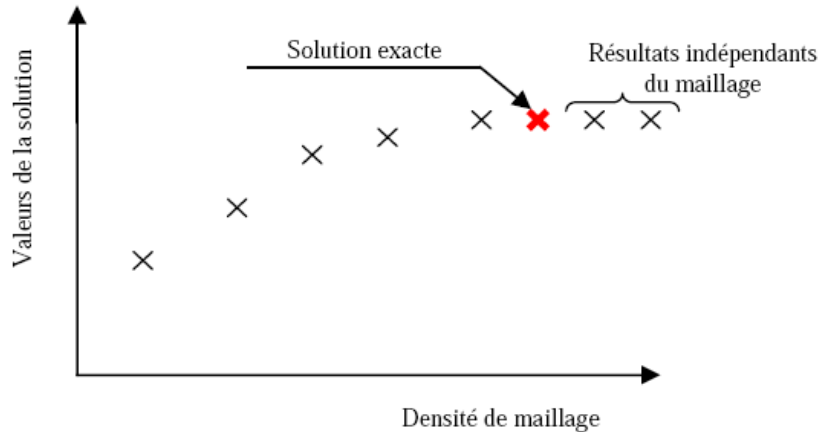 Solution exacte
Résultats indépendants
du maillage
Valeurs de la solution
Densité de maillage